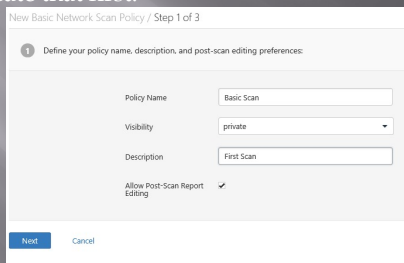 New Basic Network Scan Policy / Step 1 of 3
1 Define your policy name, description, and post-scan editing preferences:
Policy Name Basic Scan
Visibility private
Description First Scan
Allow Post-Scan Report
Editing
Next Cancel